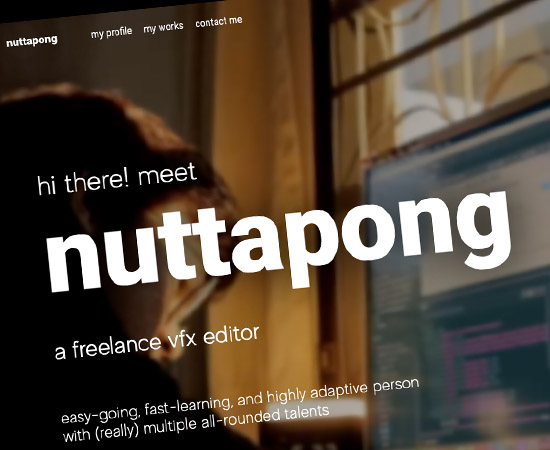 nuttapong my profile my works contact me
hi there! meet
nuttapong
a freelance vfx editor
easy-going, fast-learning, and highly adaptive person
with (really) multiple all-rounded talents